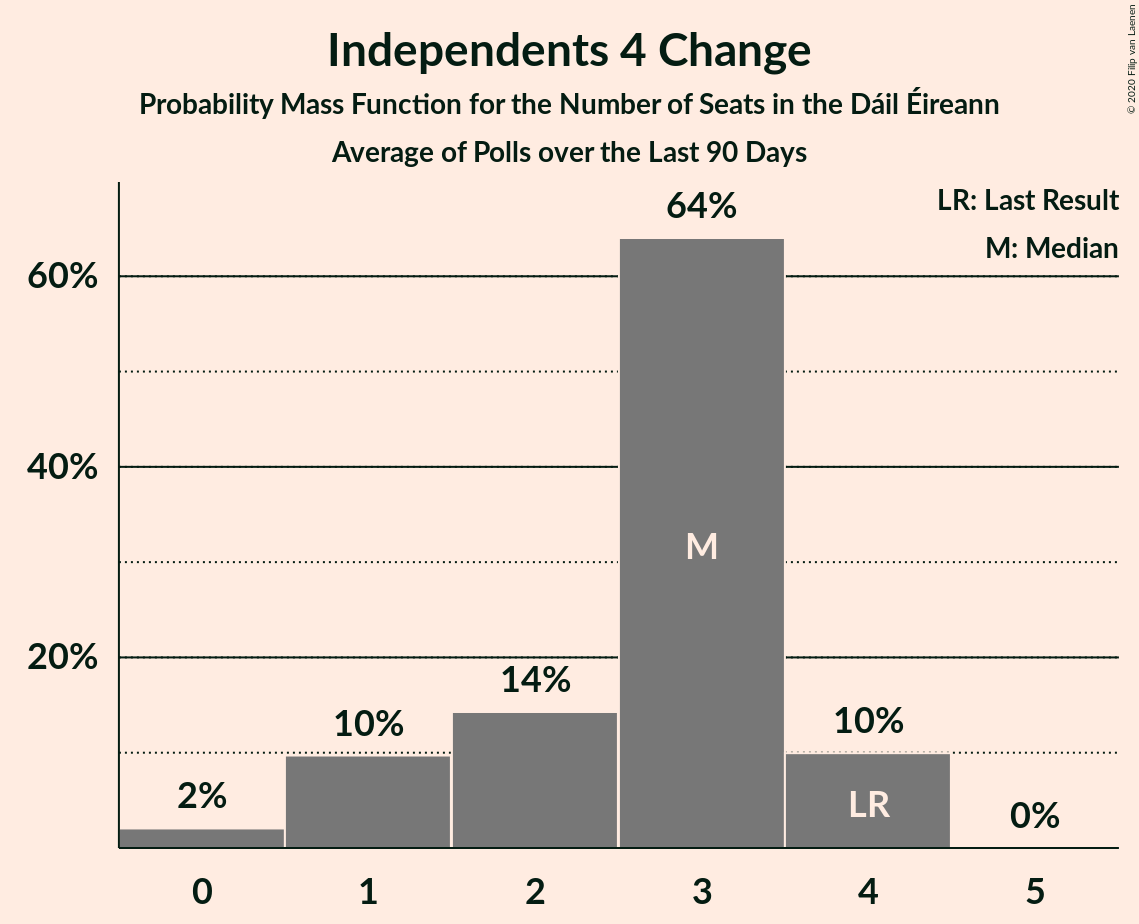 Independents 4 Change
Probability Mass Function for the Number of Seats in the Dáil Éireann
Average of Polls over the Last 90 Days
© 2020 Filip van Laenen
LR: Last Result
M: Median
64%
60%
40%
M
20%
14%
10%
10%
2%
LR
0%
0 1 2 3 4 5